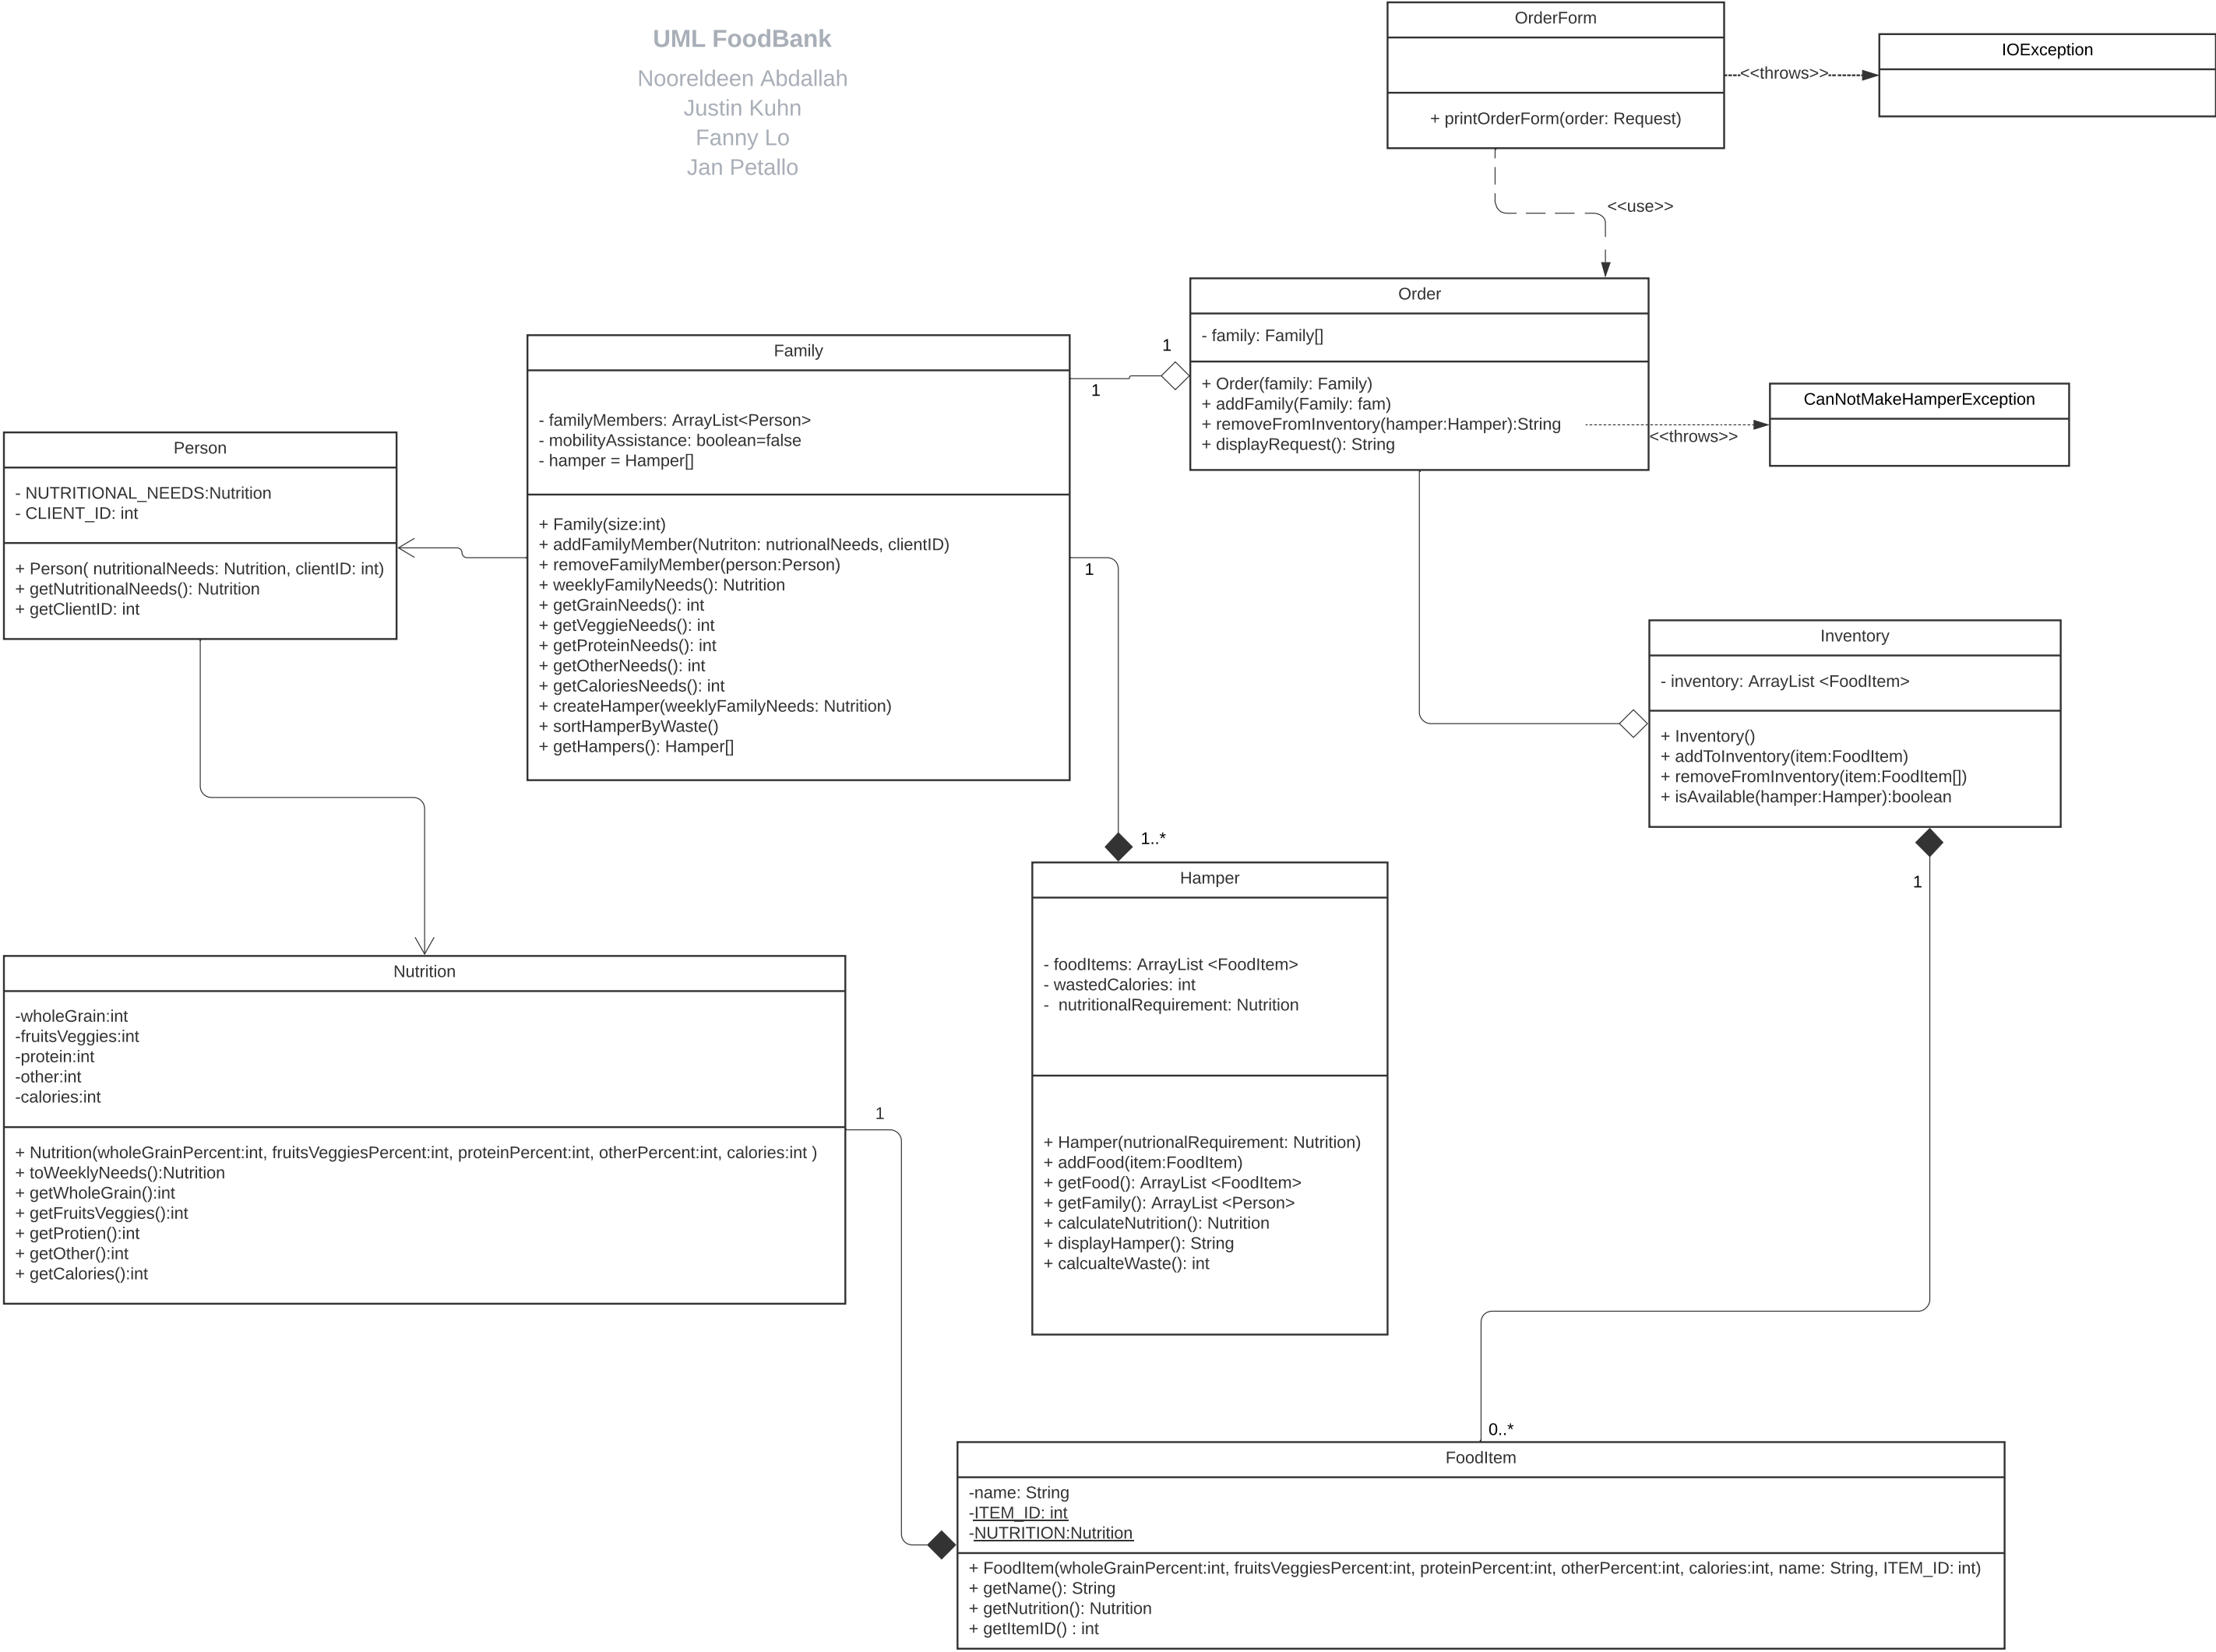 UML FoodBank
Nooreldeen Abdallah
Justin Kuhn
Fanny Lo
Jan Petallo
OrderForm
+ printOrderForm(order: Request)
<<throws>>
IOException
<<use>>
Order
- family: Family[]
+ Order(family: Family)
+ addFamily(Family: fam)
+ removeFromInventory(hamper:Hamper):String
+ displayRequest(): String
<<throws>>
CanNotMakeHamperException
1
1
Family
- familyMembers: ArrayList<Person>
- mobilityAssistance: boolean=false
- hamper = Hamper[]
+ Family(size:int)
+ addFamilyMember(Nutriton: nutrionalNeeds, clientID)
+ removeFamilyMember(person:Person)
+ weeklyFamilyNeeds(): Nutrition
+ getGrainNeeds(): int
+ getVeggieNeeds(): int
+ getProteinNeeds(): int
+ getOtherNeeds(): int
+ getCaloriesNeeds(): int
+ createHamper(weeklyFamilyNeeds: Nutrition)
+ sortHamperByWaste()
+ getHampers(): Hamper[]
1
1..*
Person
- NUTRITIONAL_NEEDS:Nutrition
- CLIENT_ID: int
+ Person( nutritionalNeeds: Nutrition, clientID: int)
+ getNutritionalNeeds(): Nutrition
+ getClientID: int
Inventory
- inventory: ArrayList <FoodItem>
+ Inventory()
+ addToInventory(item:FoodItem)
+ removeFromInventory(item:FoodItem[])
+ isAvailable(hamper:Hamper):boolean
1
0..*
Hamper
- foodItems: ArrayList <FoodItem>
- wastedCalories: int
-  nutritionalRequirement: Nutrition
+ Hamper(nutrionalRequirement: Nutrition)
+ addFood(item:FoodItem)
+ getFood(): ArrayList <FoodItem>
+ getFamily(): ArrayList <Person>
+ calculateNutrition(): Nutrition
+ displayHamper(): String
+ calcualteWaste(): int
Nutrition
-wholeGrain:int
-fruitsVeggies:int
-protein:int
-other:int
-calories:int
+ Nutrition(wholeGrainPercent:int, fruitsVeggiesPercent:int, proteinPercent:int, otherPercent:int, calories:int )
+ toWeeklyNeeds():Nutrition
+ getWholeGrain():int
+ getFruitsVeggies():int
+ getProtien():int
+ getOther():int
+ getCalories():int
1
FoodItem
-name: String
-ITEM_ID: int
-NUTRITION:Nutrition
+ FoodItem(wholeGrainPercent:int, fruitsVeggiesPercent:int, proteinPercent:int, otherPercent:int, calories:int, name: String, ITEM_ID: int)
+ getName(): String
+ getNutrition(): Nutrition
+ getItemID() : int